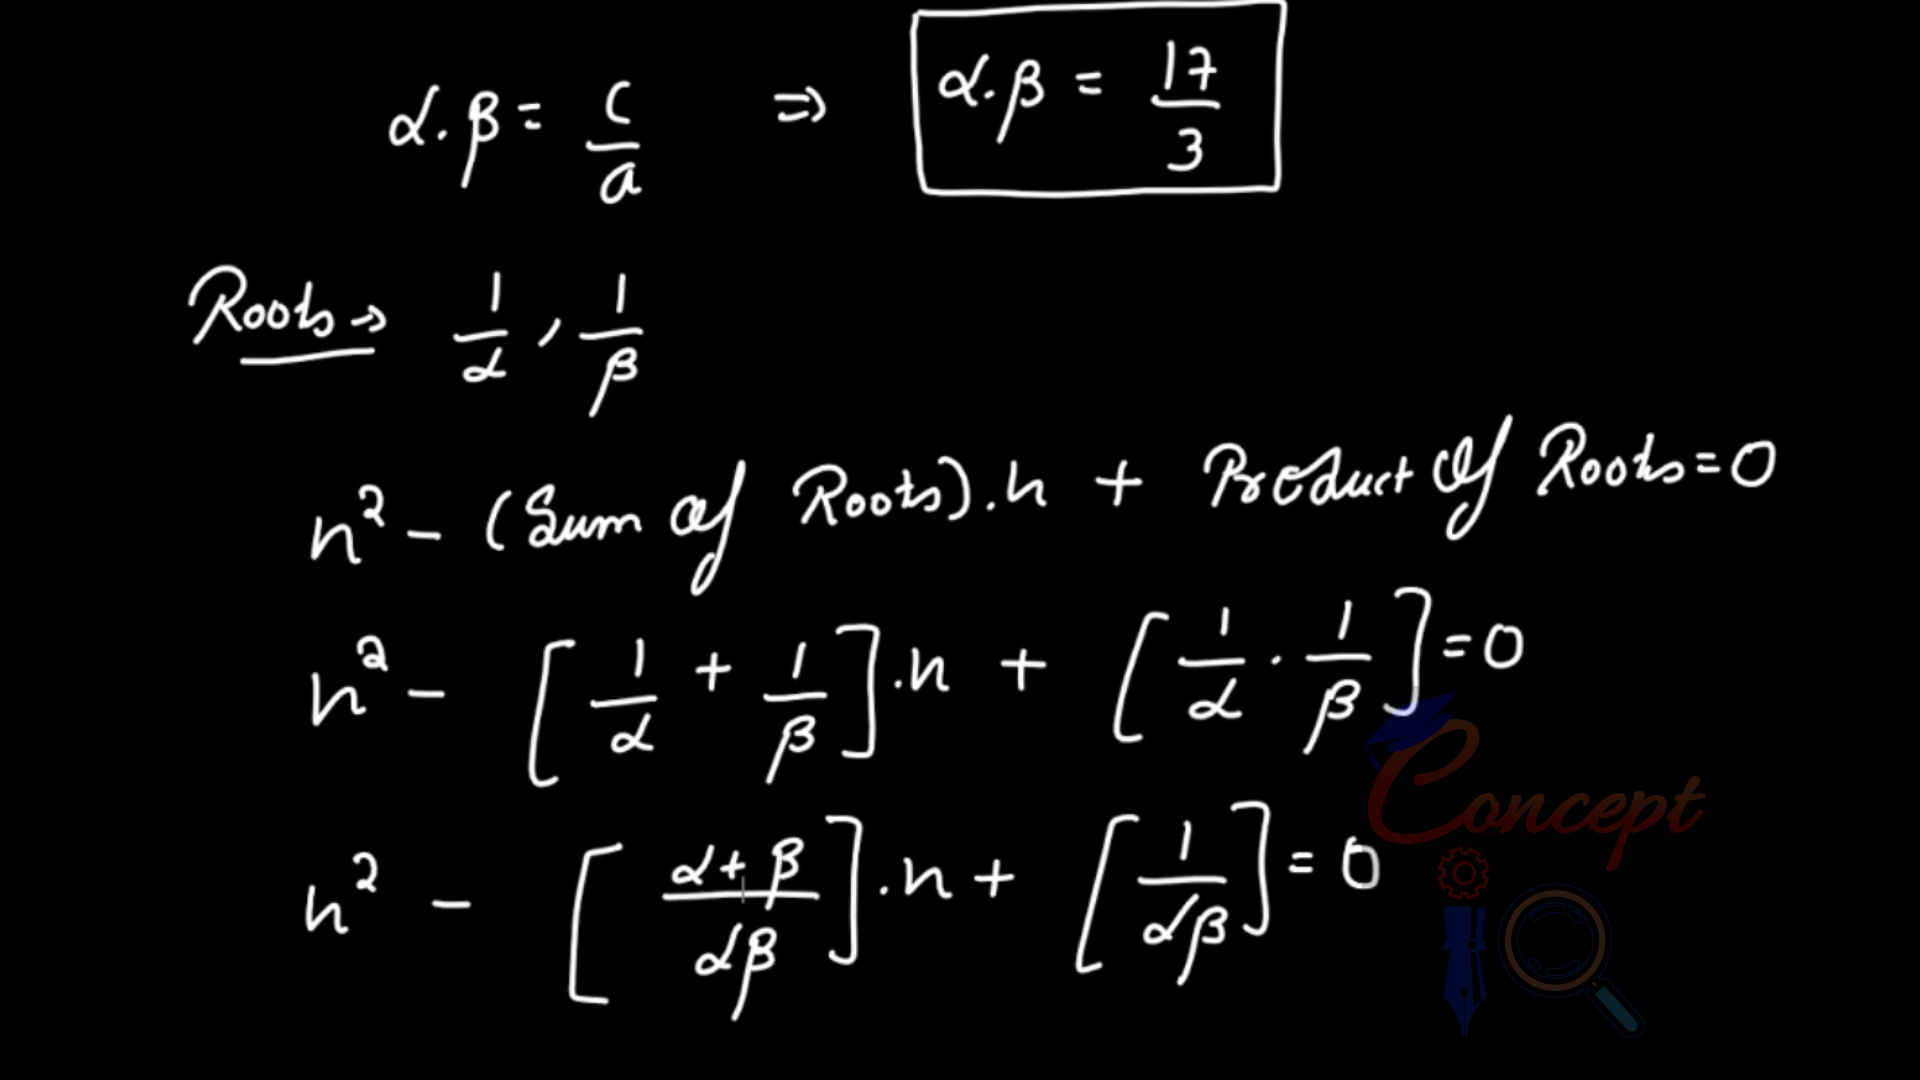 α.β = c/a ⇒ α.β = 17/3
Roots → 1/α , 1/β
x² - (Sum of Roots).x + Product Of Roots = 0
x² - [1/α + 1/β].x + [1/α . 1/β] = 0
x² - [α+β/αβ].x + [1/αβ] = 0
Concept